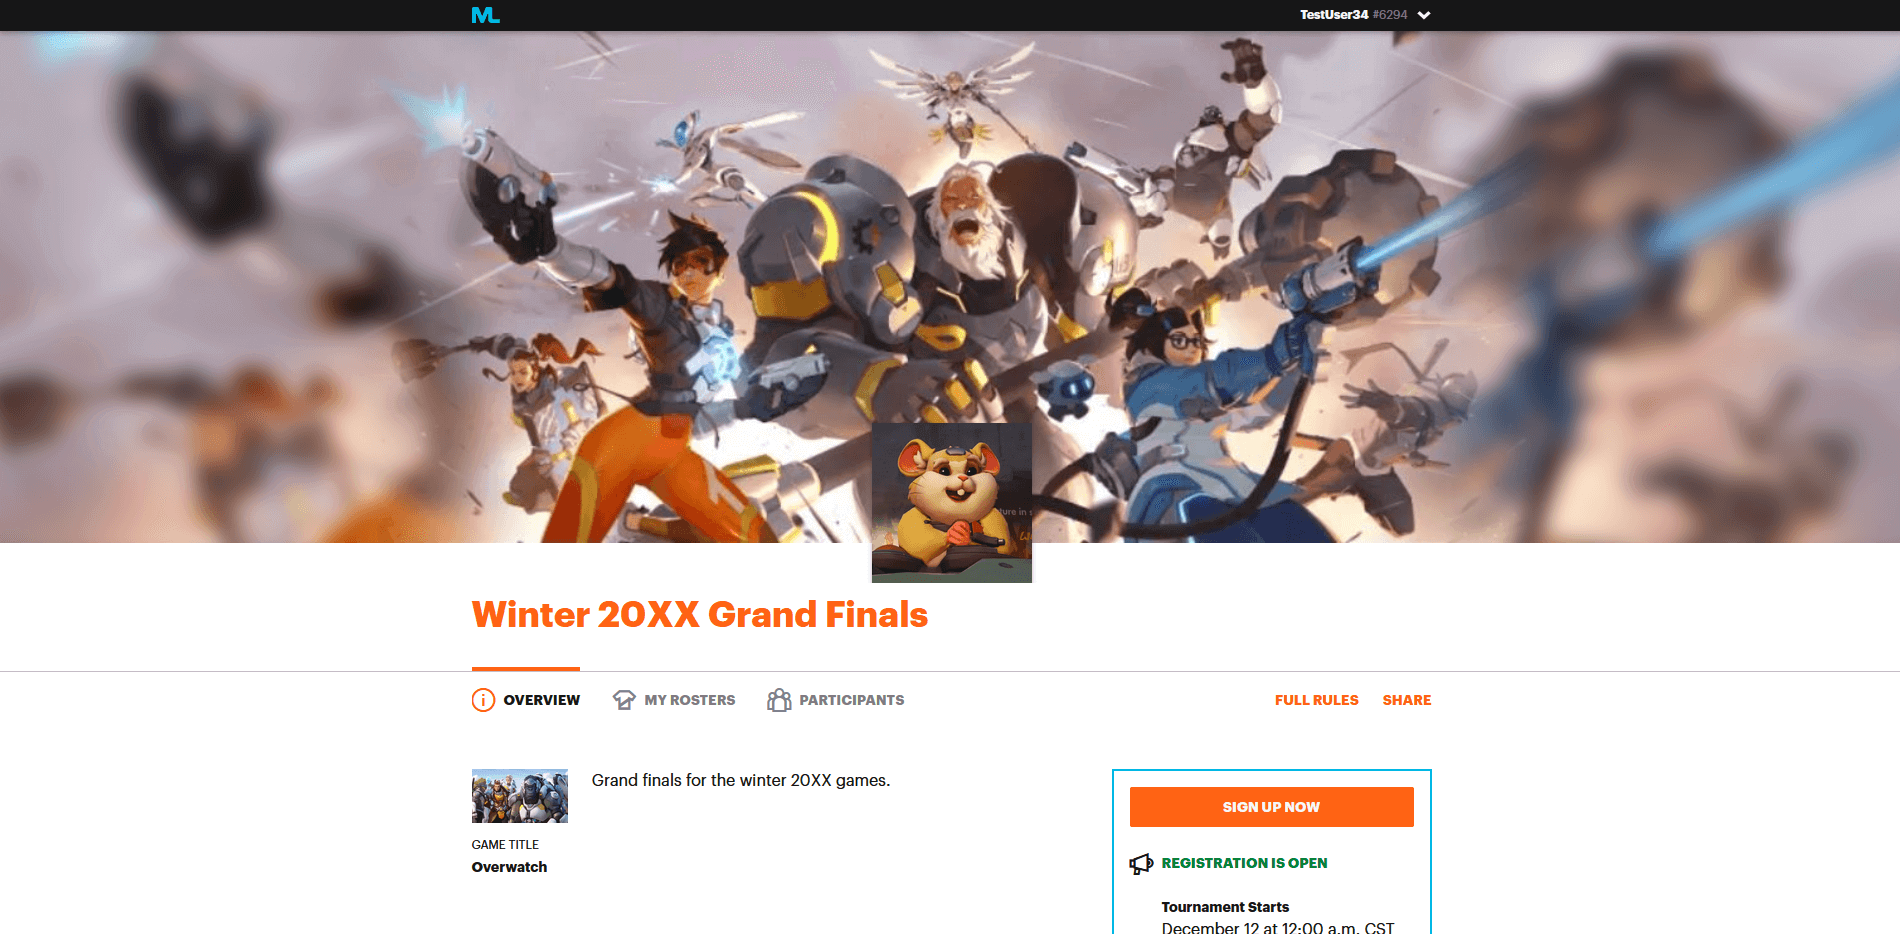 ML
TestUser34 #6294
ture in s
Winter 20XX Grand Finals
OVERVIEW
MY ROSTERS
PARTICIPANTS
FULL RULES
SHARE
Grand finals for the winter 20XX games.
GAME TITLE
Overwatch
SIGN UP NOW
REGISTRATION IS OPEN
Tournament Starts
December 12 at 12:00 a.m. CST